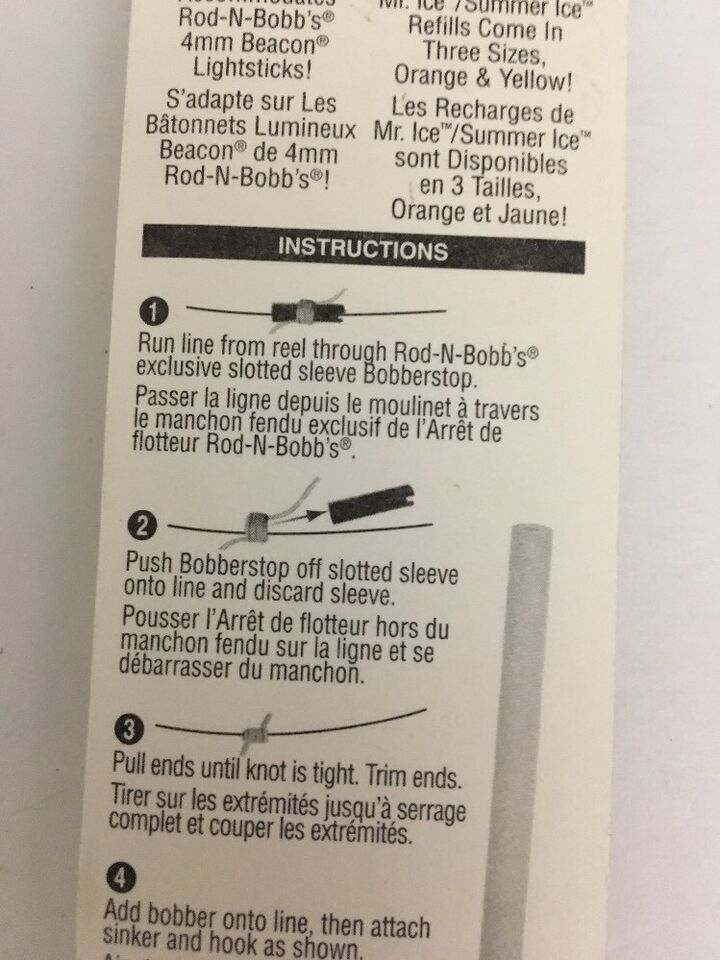 Rod-N-Bobb's®
4mm Beacon®
Lightsticks!
S'adapte sur Les
Bâtonnets Lumineux
Beacon® de 4mm
Rod-N-Bobb's®!
Mr. Ice™/Summer Ice™
Refills Come In
Three Sizes,
Orange & Yellow!
Les Recharges de
Mr. Ice™/Summer Ice™
sont Disponibles
en 3 Tailles,
Orange et Jaune!
INSTRUCTIONS
1
Run line from reel through Rod-N-Bobb's®
exclusive slotted sleeve Bobberstop.
Passer la ligne depuis le moulinet à travers
le manchon fendu exclusif de l'Arrêt de
flotteur Rod-N-Bobb's®.
2
Push Bobberstop off slotted sleeve
onto line and discard sleeve.
Pousser l'Arrêt de flotteur hors du
manchon fendu sur la ligne et se
débarrasser du manchon.
3
Pull ends until knot is tight. Trim ends.
Tirer sur les extrémités jusqu'à serrage
complet et couper les extrémités.
4
Add bobber onto line, then attach
sinker and hook as shown.